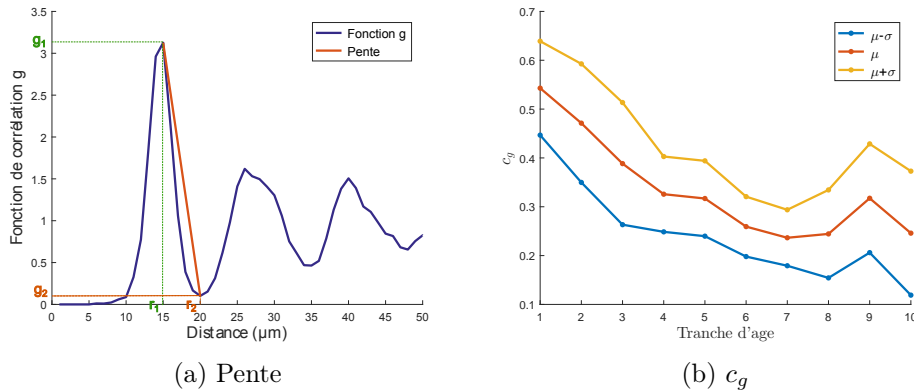 g₁
3.5
3
2.5
2
1.5
1
0.5
0
g₂
Fonction de corrélation g
Fonction g
Pente
0 5 10 15 20 25 30 35 40 45 50
r₁ r₂
Distance (µm)
(a) Pente
0.7
0.6
0.5
0.4
0.3
0.2
0.1
c_g
μ-σ
μ
μ+σ
1 2 3 4 5 6 7 8 9 10
Tranche d'age
(b) c_g